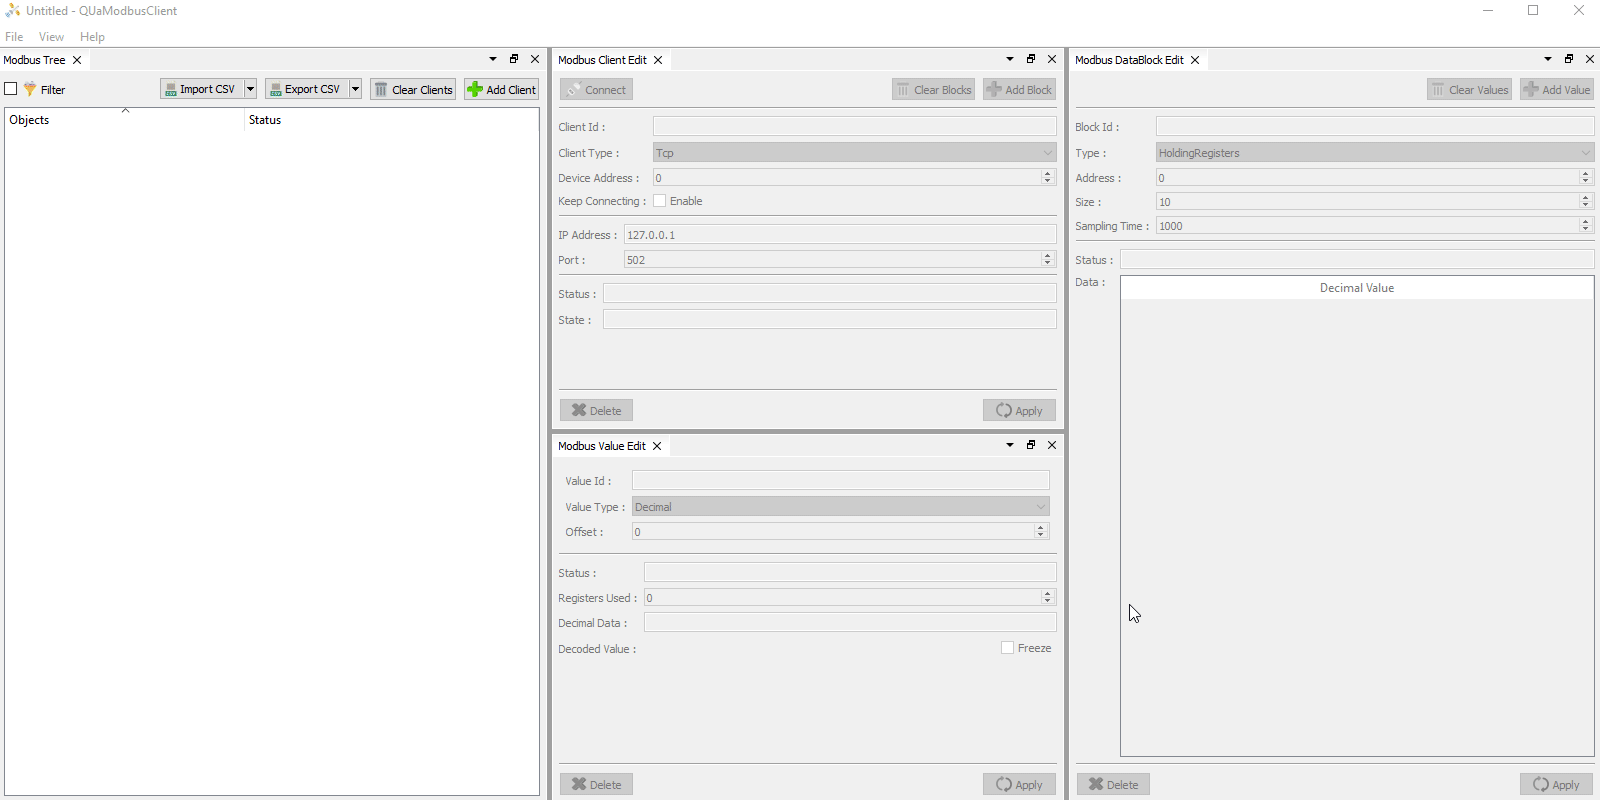 Untitled - QUaModbusClient
File View Help
Modbus Tree
Filter Import CSV Export CSV Clear Clients Add Client
Objects Status
Modbus Client Edit
Connect Clear Blocks Add Block
Client Id :
Client Type : Tcp
Device Address : 0
Keep Connecting : Enable
IP Address : 127.0.0.1
Port : 502
Status :
State :
Delete Apply
Modbus Value Edit
Value Id :
Value Type : Decimal
Offset : 0
Status :
Registers Used : 0
Decimal Data :
Decoded Value : Freeze
Delete Apply
Modbus DataBlock Edit
Clear Values Add Value
Block Id :
Type : HoldingRegisters
Address : 0
Size : 10
Sampling Time : 1000
Status :
Data : Decimal Value
Delete Apply